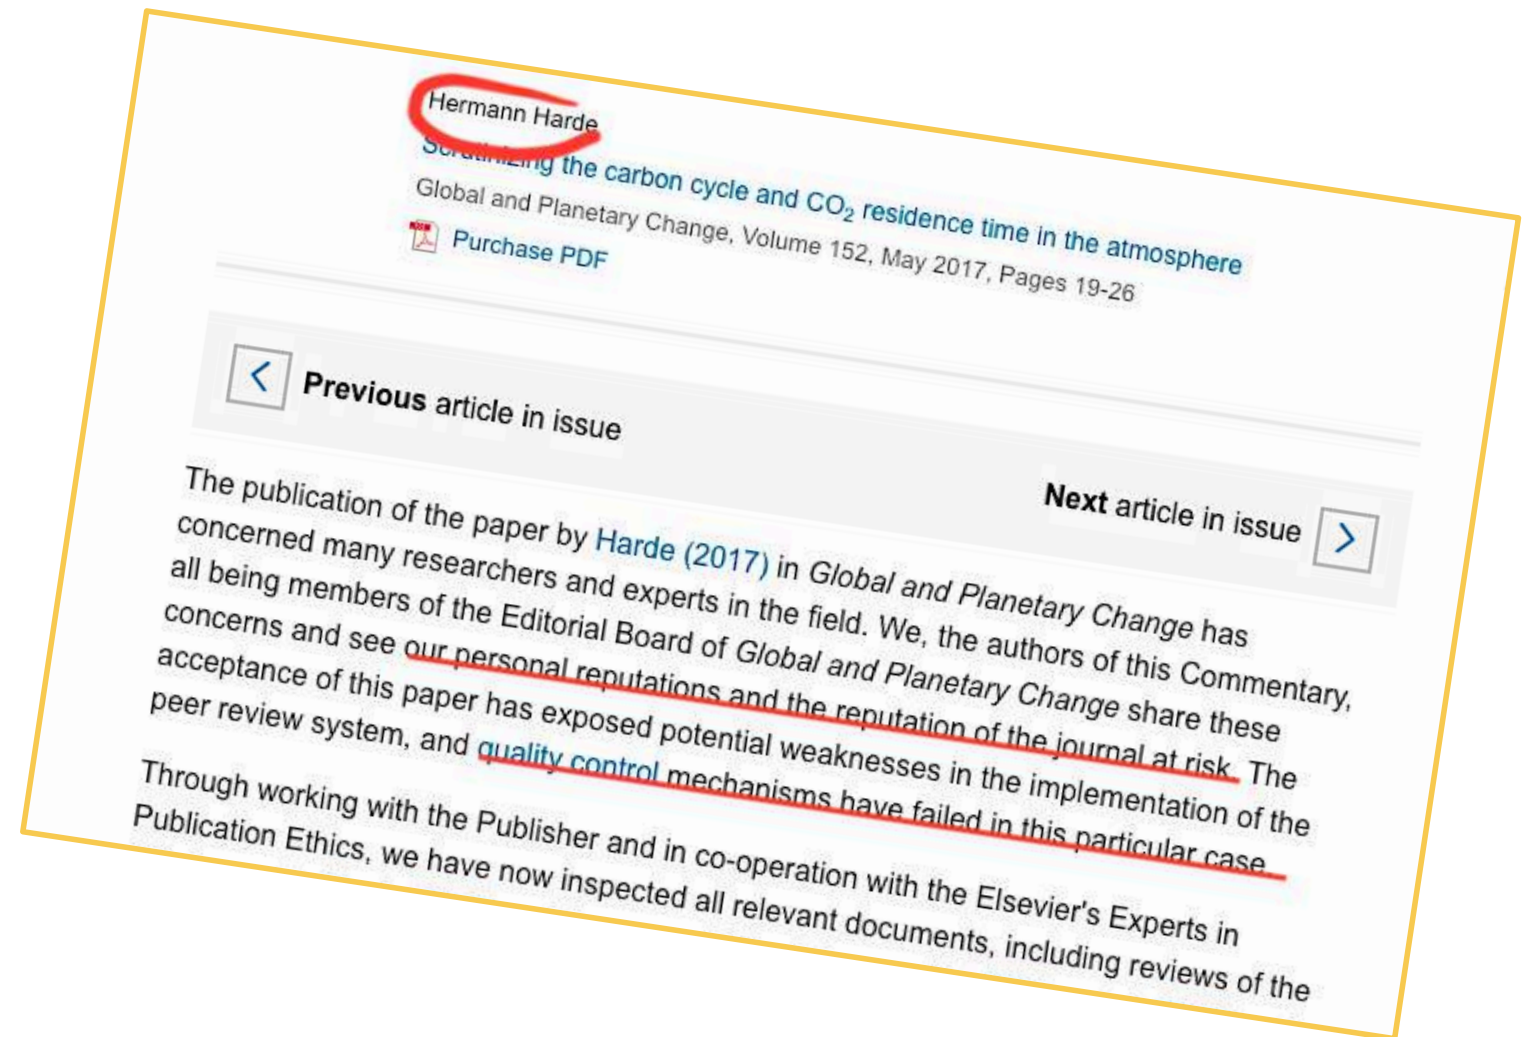 Hermann Harde
Scrutinizing the carbon cycle and CO₂ residence time in the atmosphere
Global and Planetary Change, Volume 152, May 2017, Pages 19-26
Purchase PDF
Previous article in issue
Next article in issue
The publication of the paper by Harde (2017) in Global and Planetary Change has
concerned many researchers and experts in the field. We, the authors of this Commentary,
all being members of the Editorial Board of Global and Planetary Change share these
concerns and see our personal reputations and the reputation of the journal at risk. The
acceptance of this paper has exposed potential weaknesses in the implementation of the
peer review system, and quality control mechanisms have failed in this particular case.
Through working with the Publisher and in co-operation with the Elsevier's Experts in
Publication Ethics, we have now inspected all relevant documents, including reviews of the